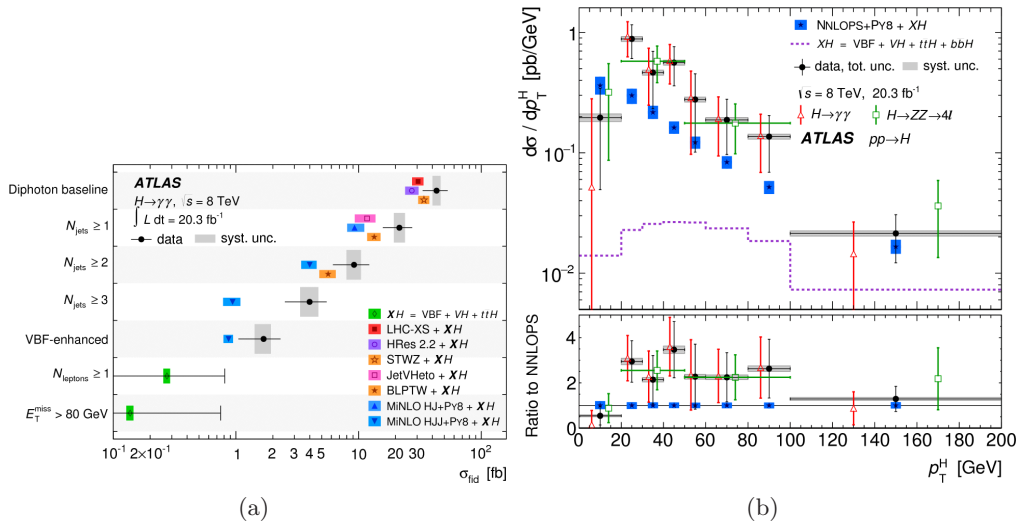 ATLAS
H→γγ, √s = 8 TeV
∫ L dt = 20.3 fb⁻¹
data syst. unc.
Diphoton baseline
N_jets ≥ 1
N_jets ≥ 2
N_jets ≥ 3
VBF-enhanced
N_leptons ≥ 1
E_T^miss > 80 GeV
XH = VBF + VH + ttH
LHC-XS + XH
HRes 2.2 + XH
STWZ + XH
JetVHeto + XH
BLPTW + XH
MiNLO HJ+PY8 + XH
MiNLO HJJ+PY8 + XH
10⁻¹ 2×10⁻¹ 1 2 3 4 5 10 20 30
σ_fid [fb]
(a)
dσ / dp_T^H [pb/GeV]
1
10⁻¹
10⁻²
NNLOPS+PY8 + XH
XH = VBF + VH + ttH + bbH
data, tot. unc. syst. unc.
√s = 8 TeV, 20.3 fb⁻¹
H→γγ H→ZZ→4l
ATLAS pp→H
Ratio to NNLOPS
4
2
0
0 20 40 60 80 100 120 140 160 180 200
p_T^H [GeV]
(b)